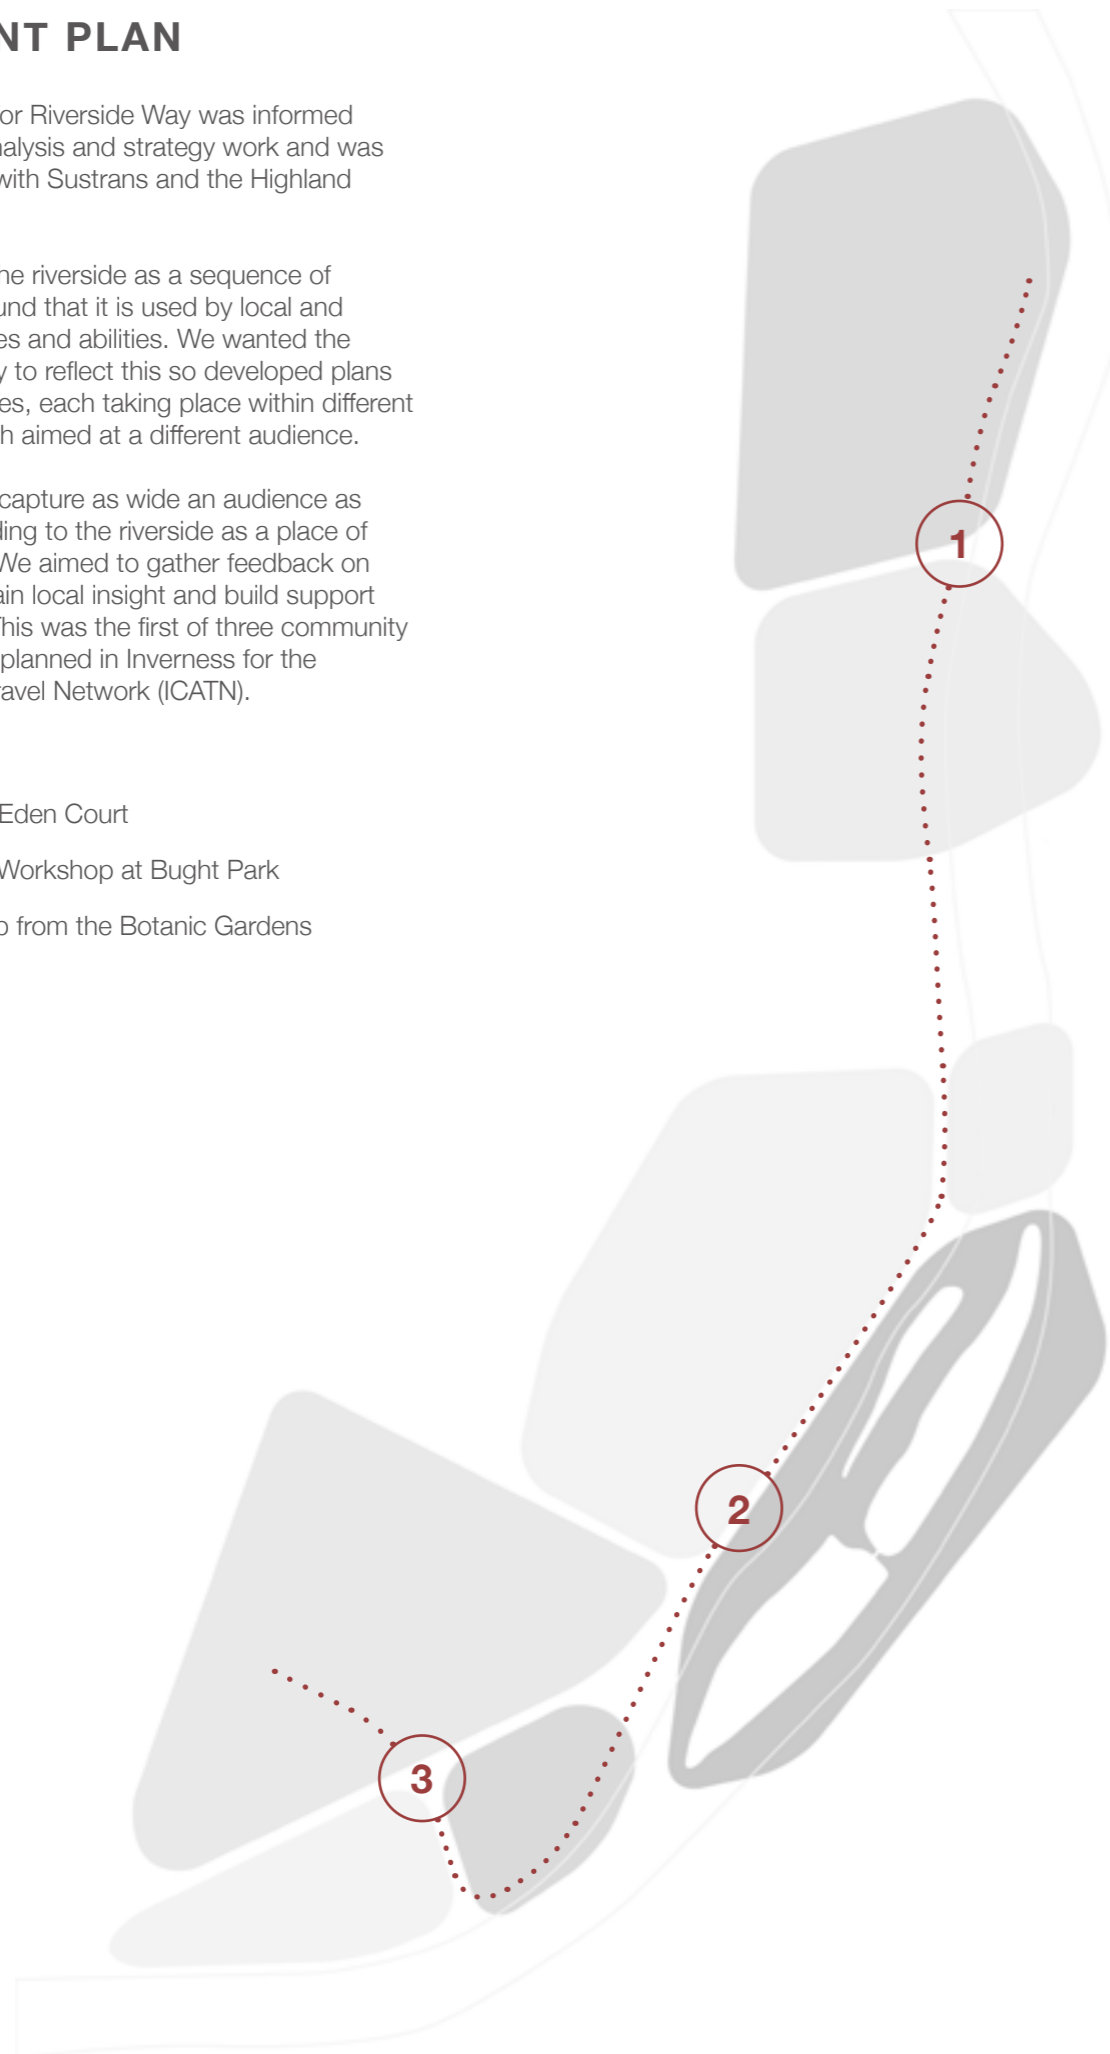 NT PLAN
or Riverside Way was informed
nalysis and strategy work and was
with Sustrans and the Highland
he riverside as a sequence of
und that it is used by local and
es and abilities. We wanted the
y to reflect this so developed plans
es, each taking place within different
h aimed at a different audience.
capture as wide an audience as
ding to the riverside as a place of
We aimed to gather feedback on
ain local insight and build support
This was the first of three community
planned in Inverness for the
ravel Network (ICATN).
Eden Court
Workshop at Bught Park
p from the Botanic Gardens
1
2
3